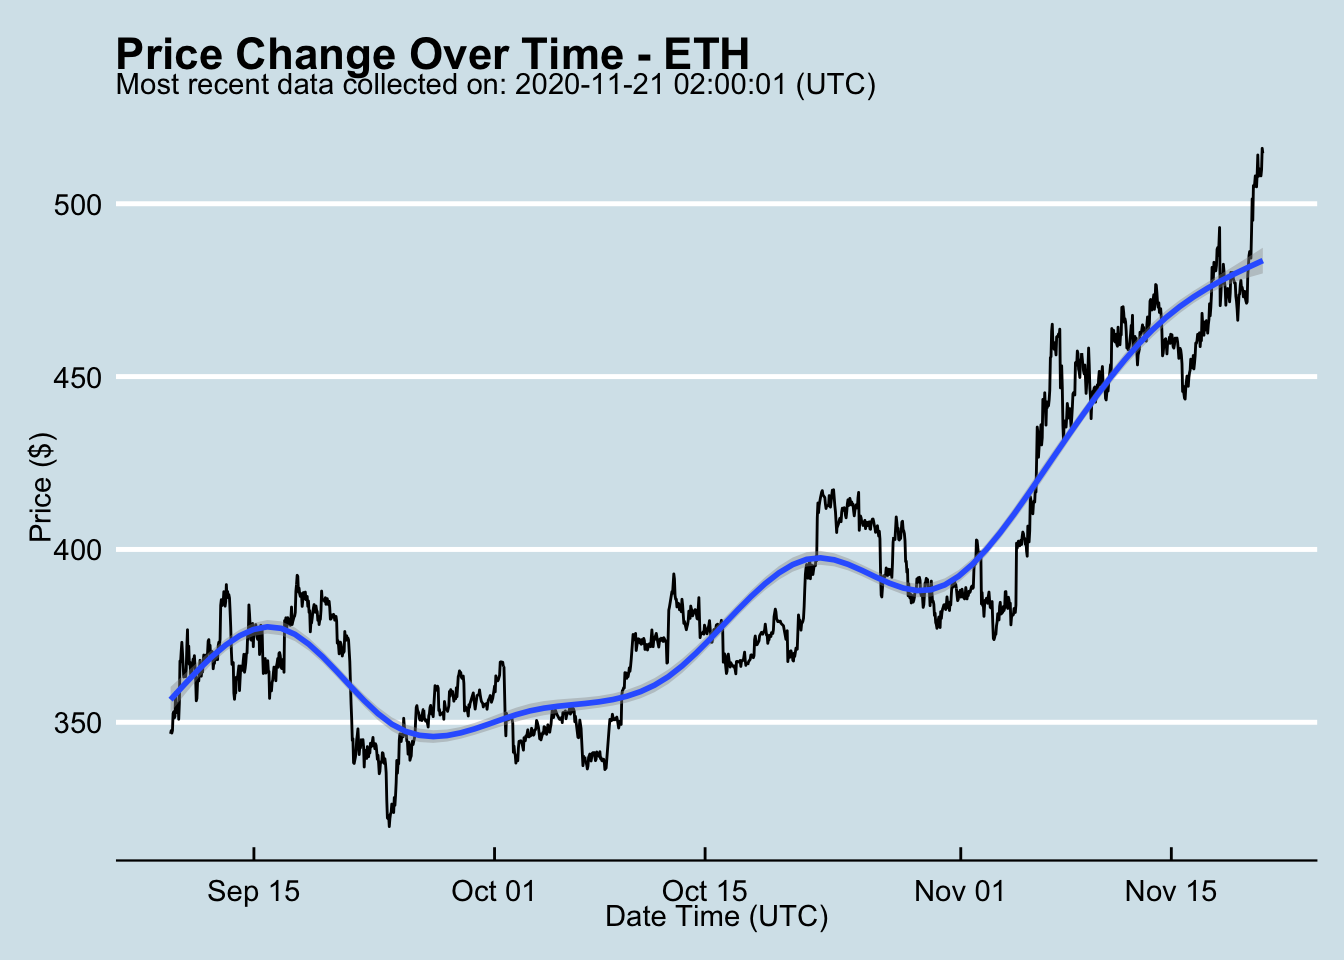 Price Change Over Time - ETH
Most recent data collected on: 2020-11-21 02:00:01 (UTC)
Price ($)
500
450
400
350
Sep 15
Oct 01
Oct 15
Nov 01
Nov 15
Date Time (UTC)